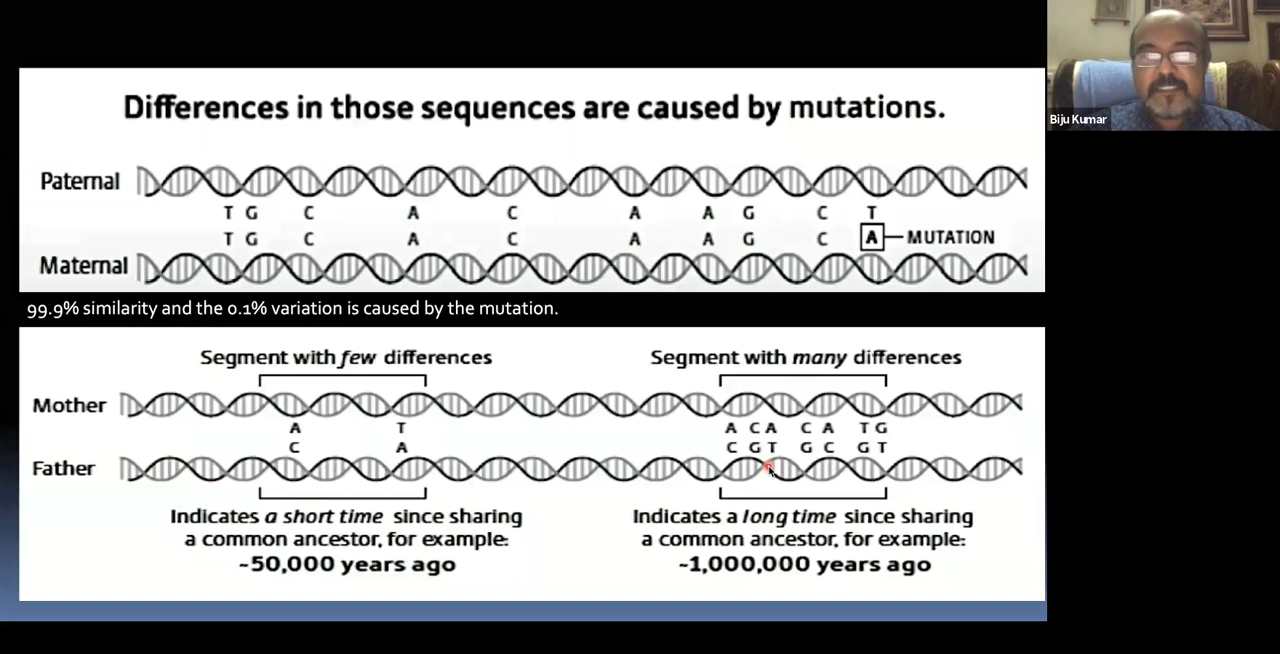 Differences in those sequences are caused by mutations.
Paternal
T G C A C A A G C T
T G C A C A A G C A MUTATION
Maternal
99.9% similarity and the 0.1% variation is caused by the mutation.
Segment with few differences
Segment with many differences
Mother
A T A C A C A T G
C A C G T G C G T
Father
Indicates a short time since sharing
a common ancestor, for example:
~50,000 years ago
Indicates a long time since sharing
a common ancestor, for example:
~1,000,000 years ago
Biju Kumar